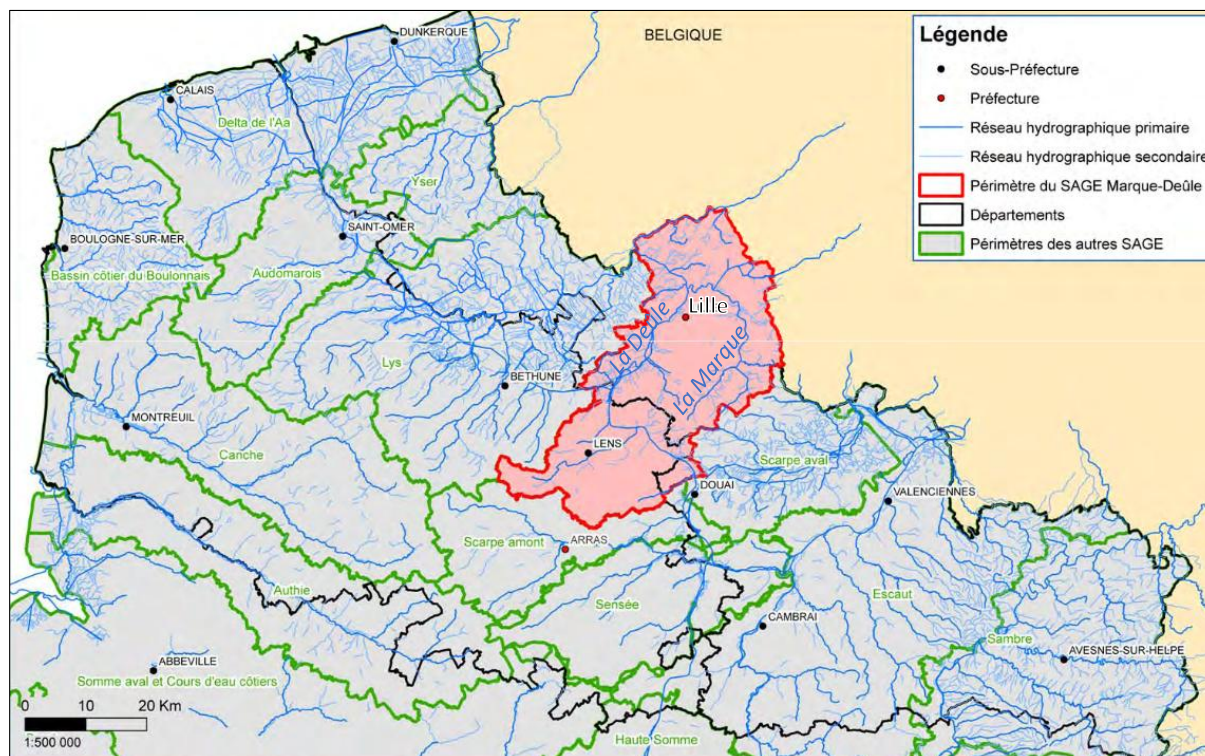 DUNKERQUE
BELGIQUE
CALAIS
Delta de l'Aa
Yser
SAINT-OMER
BOULOGNE-SUR-MER
Bassin côtier du Boulonnais
Audomarois
Lille
La Deule
La Marque
Lys
BETHUNE
MONTREUIL
Canche
LENS
Scarpe aval
DOUAI
VALENCIENNES
Scarpe amont
ARRAS
Authie
Sensée
Escaut
CAMBRAI
Sambre
AVESNES-SUR-HELPE
ABBEVILLE
Somme aval et Cours d'eau côtiers
Haute Somme
0 10 20 Km
1:500 000
Légende
Sous-Préfecture
Préfecture
Réseau hydrographique primaire
Réseau hydrographique secondaire
Périmètre du SAGE Marque-Deûle
Départements
Périmètres des autres SAGE